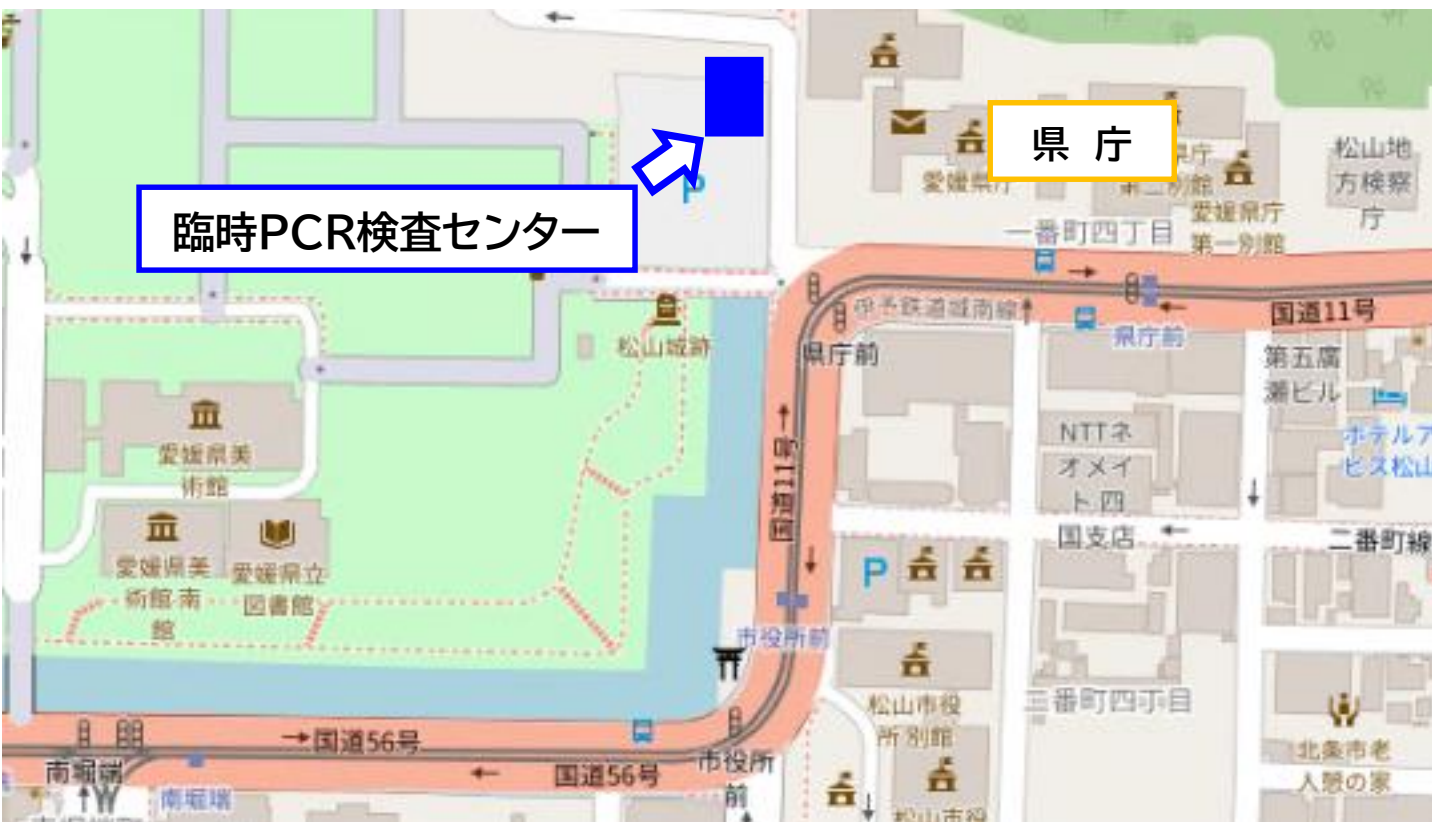 県 庁
松山地
方検察
庁
愛媛県庁
県庁
第二別館
愛媛県庁
第一別館
臨時PCR検査センター
P
一番町四丁目
伊予鉄道城南線
国道11号
県庁前
県庁前
松山城跡
第五廣
瀬ビル
愛媛県美
術館
NTTネ
オメイ
ト四
国支店
ホテルア
ビス松山
国道11号
二番町線
愛媛県美
術館 南
館
愛媛県立
図書館
P
市役所前
松山市役
所 別館
三番町四丁目
国道56号
国道56号
市役所
前
北条市老
人憩の家
南堀端
南堀端
松山市役